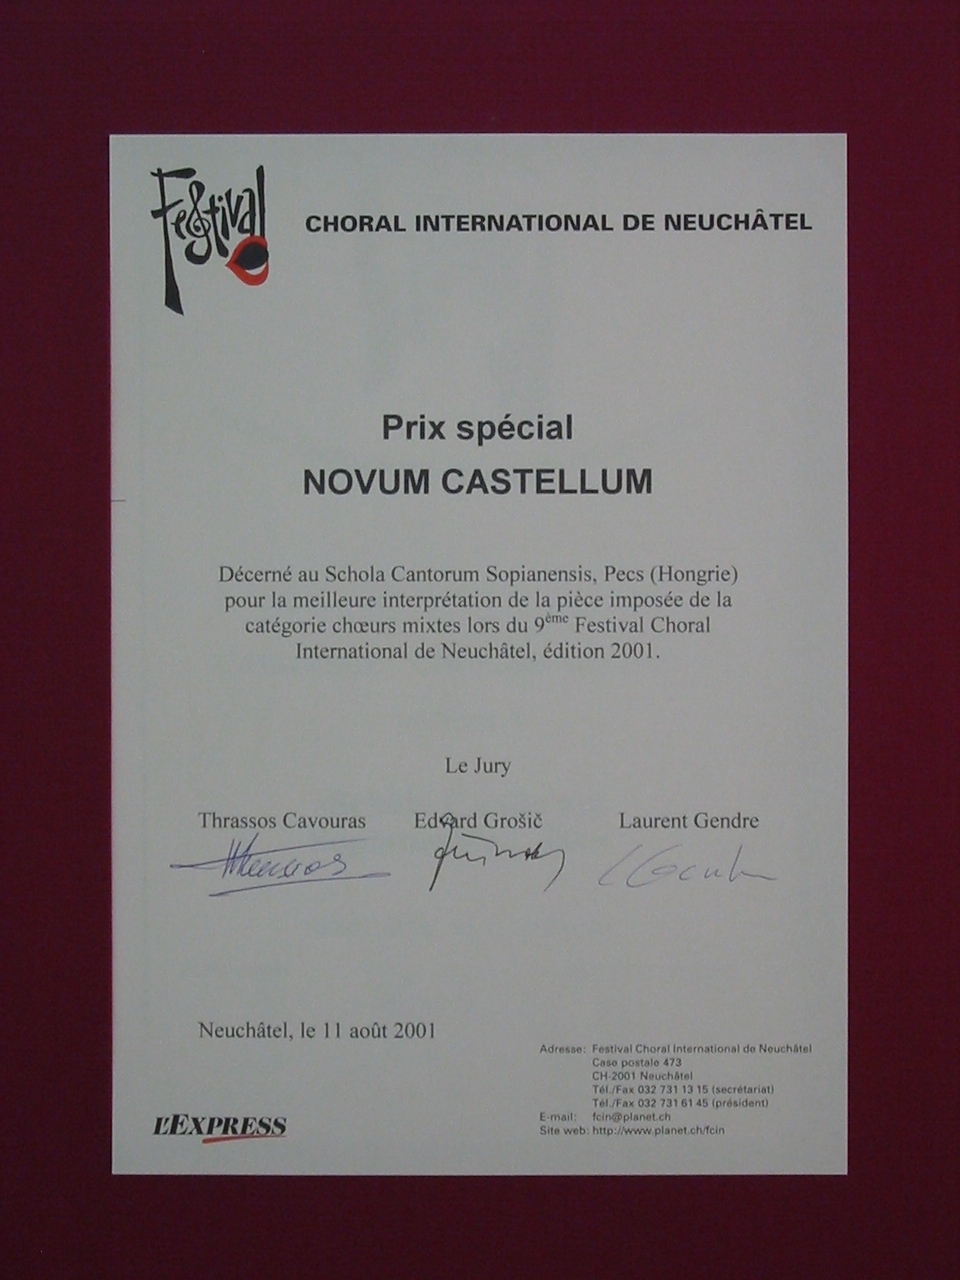 Festival
CHORAL INTERNATIONAL DE NEUCHÂTEL
Prix spécial
NOVUM CASTELLUM
Décerné au Schola Cantorum Sopianensis, Pecs (Hongrie)
pour la meilleure interprétation de la pièce imposée de la
catégorie chœurs mixtes lors du 9ème Festival Choral
International de Neuchâtel, édition 2001.
Le Jury
Thrassos Cavouras Edvard Grošič Laurent Gendre
Neuchâtel, le 11 août 2001
Adresse: Festival Choral International de Neuchâtel
Case postale 473
CH-2001 Neuchâtel
Tél./Fax 032 731 13 15 (secrétariat)
Tél./Fax 032 731 61 45 (président)
E-mail: fcin@planet.ch
Site web: http://www.planet.ch/fcin
L'EXPRESS